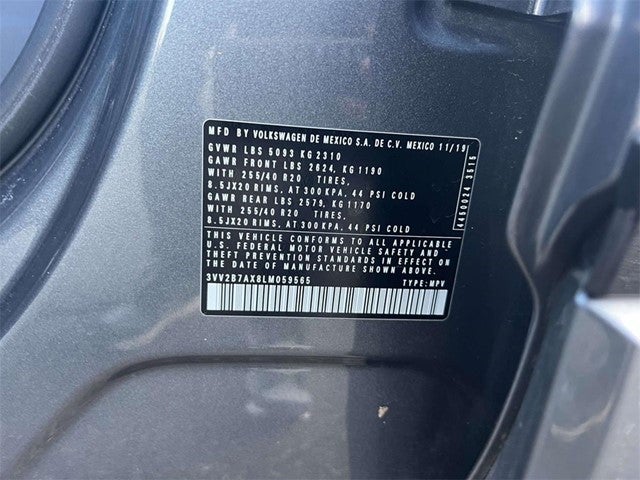 MFD BY VOLKSWAGEN DE MEXICO S.A. DE C.V. MEXICO 11/19
GVWR LBS 5093 KG 2310
GAWR FRONT LBS 2624, KG 1190
WITH 255/40 R20 TIRES,
8.5JX20 RIMS, AT 300 KPA, 44 PSI COLD
GAWR REAR LBS 2579, KG 1170
WITH 255/40 R20 TIRES,
8.5JX20 RIMS, AT 300 KPA, 44 PSI COLD
THIS VEHICLE CONFORMS TO ALL APPLICABLE
U.S. FEDERAL MOTOR VEHICLE SAFETY AND
THEFT PREVENTION STANDARDS IN EFFECT ON
THE DATE OF MANUFACTURE SHOWN ABOVE.
3VV2B7AX8LM059565 TYPE: MPV
4450024 3515